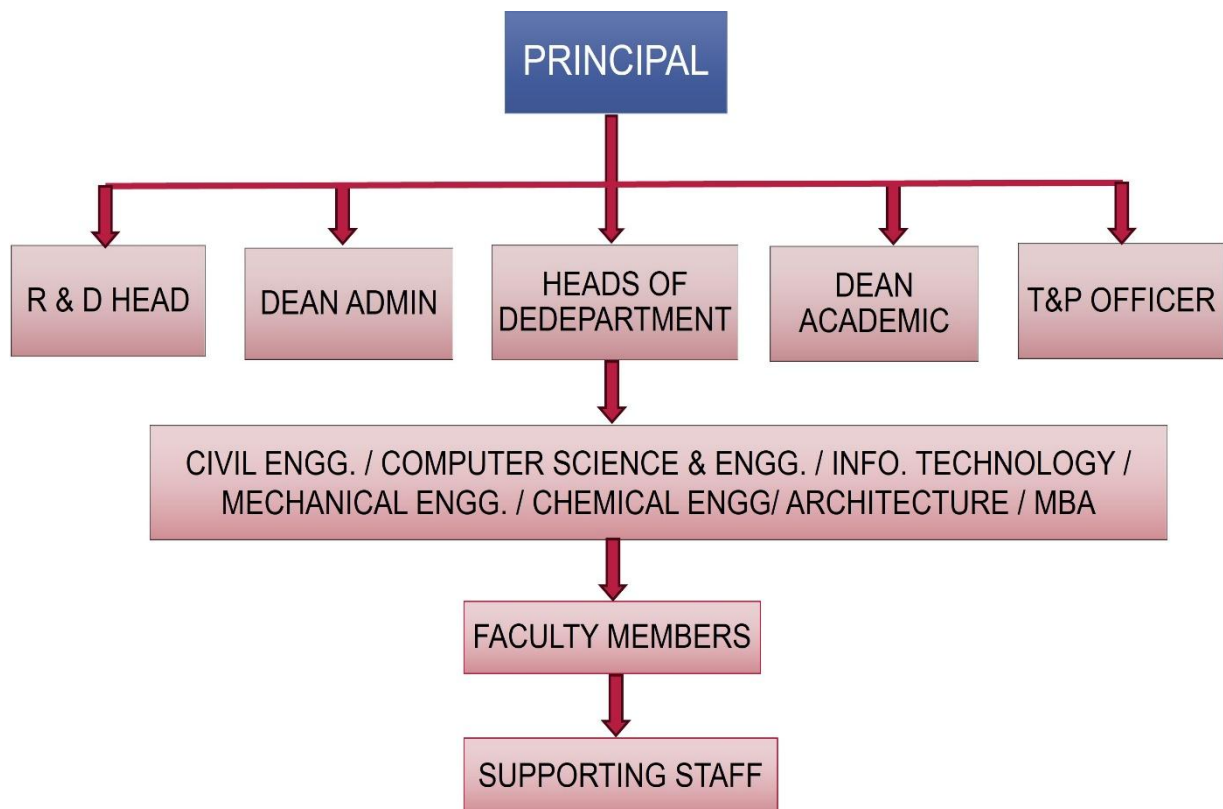 PRINCIPAL
R & D HEAD
DEAN ADMIN
HEADS OF
DEDEPARTMENT
DEAN
ACADEMIC
T&P OFFICER
CIVIL ENGG. / COMPUTER SCIENCE & ENGG. / INFO. TECHNOLOGY /
MECHANICAL ENGG. / CHEMICAL ENGG/ ARCHITECTURE / MBA
FACULTY MEMBERS
SUPPORTING STAFF